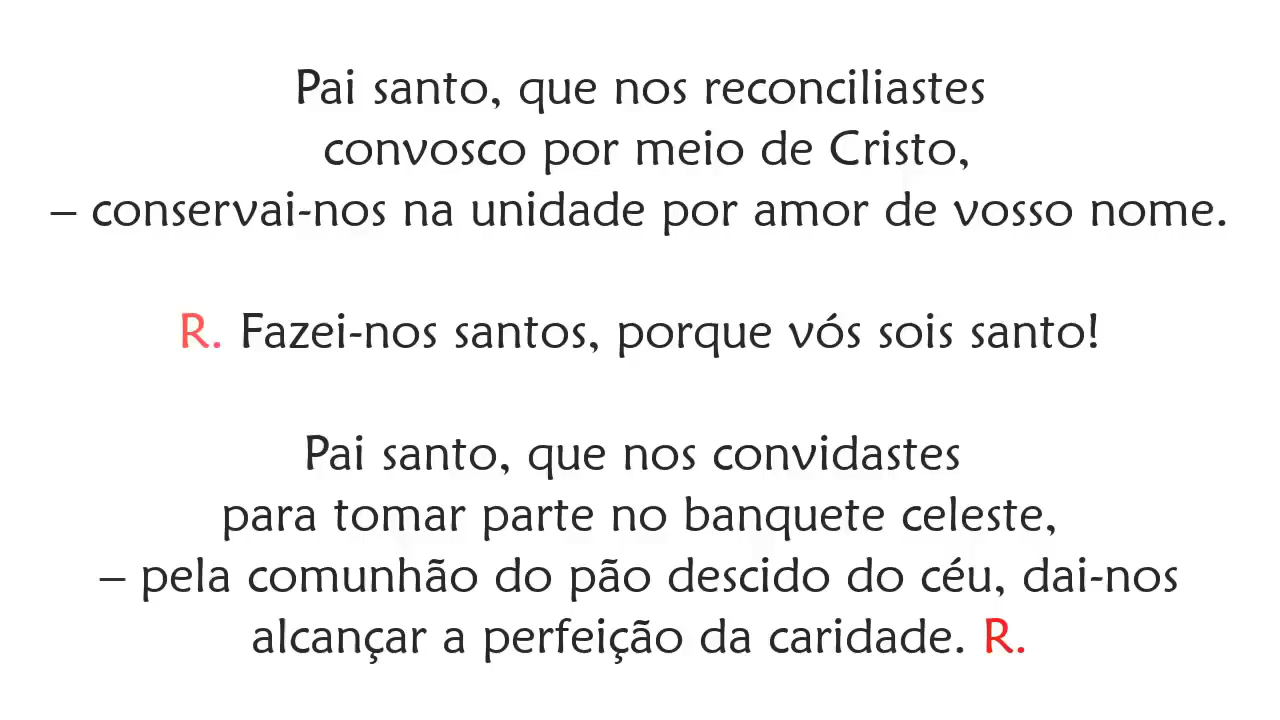 Pai santo, que nos reconciliastes
convosco por meio de Cristo,
– conservai-nos na unidade por amor de vosso nome.
R. Fazei-nos santos, porque vós sois santo!
Pai santo, que nos convidastes
para tomar parte no banquete celeste,
– pela comunhão do pão descido do céu, dai-nos
alcançar a perfeição da caridade. R.